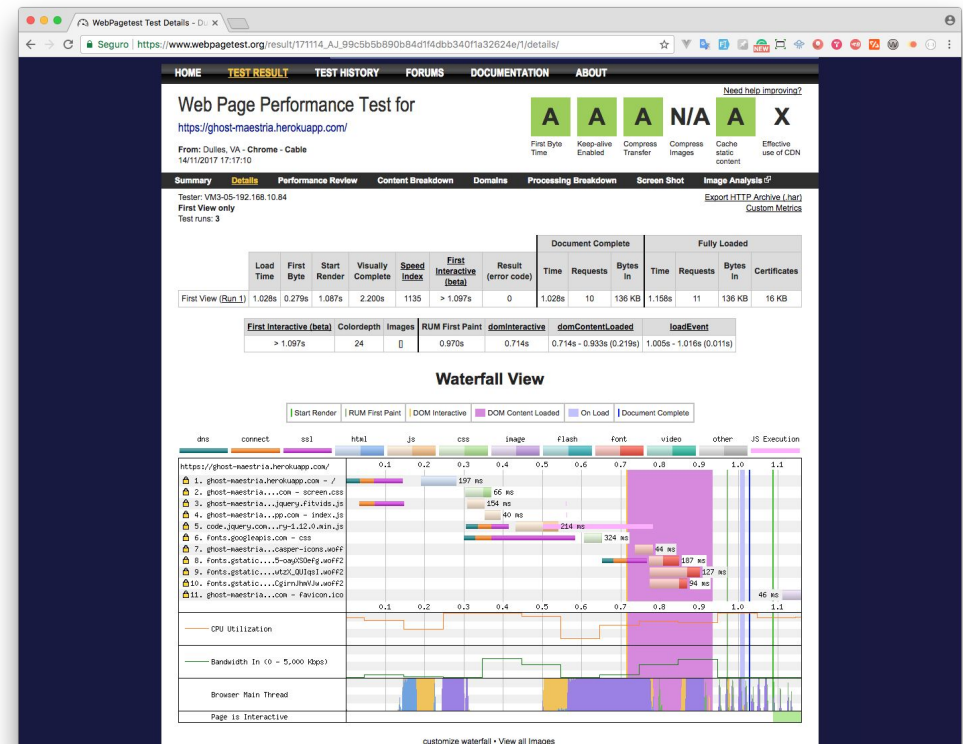 WebPagetest Test Details - Du
Seguro | https://www.webpagetest.org/result/171114_AJ_99c5b5b890b84d1f4dbb340f1a32624e/1/details/
NEW
HOME TEST RESULT TEST HISTORY FORUMS DOCUMENTATION ABOUT
Need help improving?
Web Page Performance Test for
https://ghost-maestria.herokuapp.com/
From: Dulles, VA - Chrome - Cable
14/11/2017 17:17:10
A A A N/A A X
First Byte Time
Keep-alive Enabled
Compress Transfer
Compress Images
Cache static content
Effective use of CDN
Summary Details Performance Review Content Breakdown Domains Processing Breakdown Screen Shot Image Analysis
Tester: VM3-05-192.168.10.84
First View only
Test runs: 3
Export HTTP Archive (.har)
Custom Metrics
Document Complete Fully Loaded
Load Time First Byte Start Render Visually Complete Speed Index First Interactive (beta) Result (error code) Time Requests Bytes In Time Requests Bytes In Certificates
First View (Run 1) 1.028s 0.279s 1.087s 2.200s 1135 > 1.097s 0 1.028s 10 136 KB 1.158s 11 136 KB 16 KB
First Interactive (beta) Colordepth Images RUM First Paint domInteractive domContentLoaded loadEvent
> 1.097s 24 [] 0.970s 0.714s 0.714s - 0.933s (0.219s) 1.005s - 1.016s (0.011s)
Waterfall View
Start Render RUM First Paint DOM Interactive DOM Content Loaded On Load Document Complete
dns connect ssl html js css image flash font video other JS Execution
https://ghost-maestria.herokuapp.com/ 0.1 0.2 0.3 0.4 0.5 0.6 0.7 0.8 0.9 1.0 1.1
1. ghost-maestria.herokuapp.com - / 197 ms
2. ghost-maestria....com - screen.css 66 ms
3. ghost-maestria...jquery.fitvids.js 154 ms
4. ghost-maestria...pp.com - index.js 40 ms
5. code.jquery.com...ry-1.12.0.min.js 214 ms
6. fonts.googleapis.com - css 324 ms
7. ghost-maestria....casper-icons.woff 44 ms
8. fonts.gstatic....5-oayXSOefg.woff2 187 ms
9. fonts.gstatic....wtzX_QUIqsI.woff2 127 ms
10. fonts.gstatic....CgirnJhmVJw.woff2 94 ms
11. ghost-maestria...com - favicon.ico 46 ms
0.1 0.2 0.3 0.4 0.5 0.6 0.7 0.8 0.9 1.0 1.1
CPU Utilization
Bandwidth In (0 - 5,000 Kbps)
Browser Main Thread
Page is Interactive
customize waterfall • View all Images